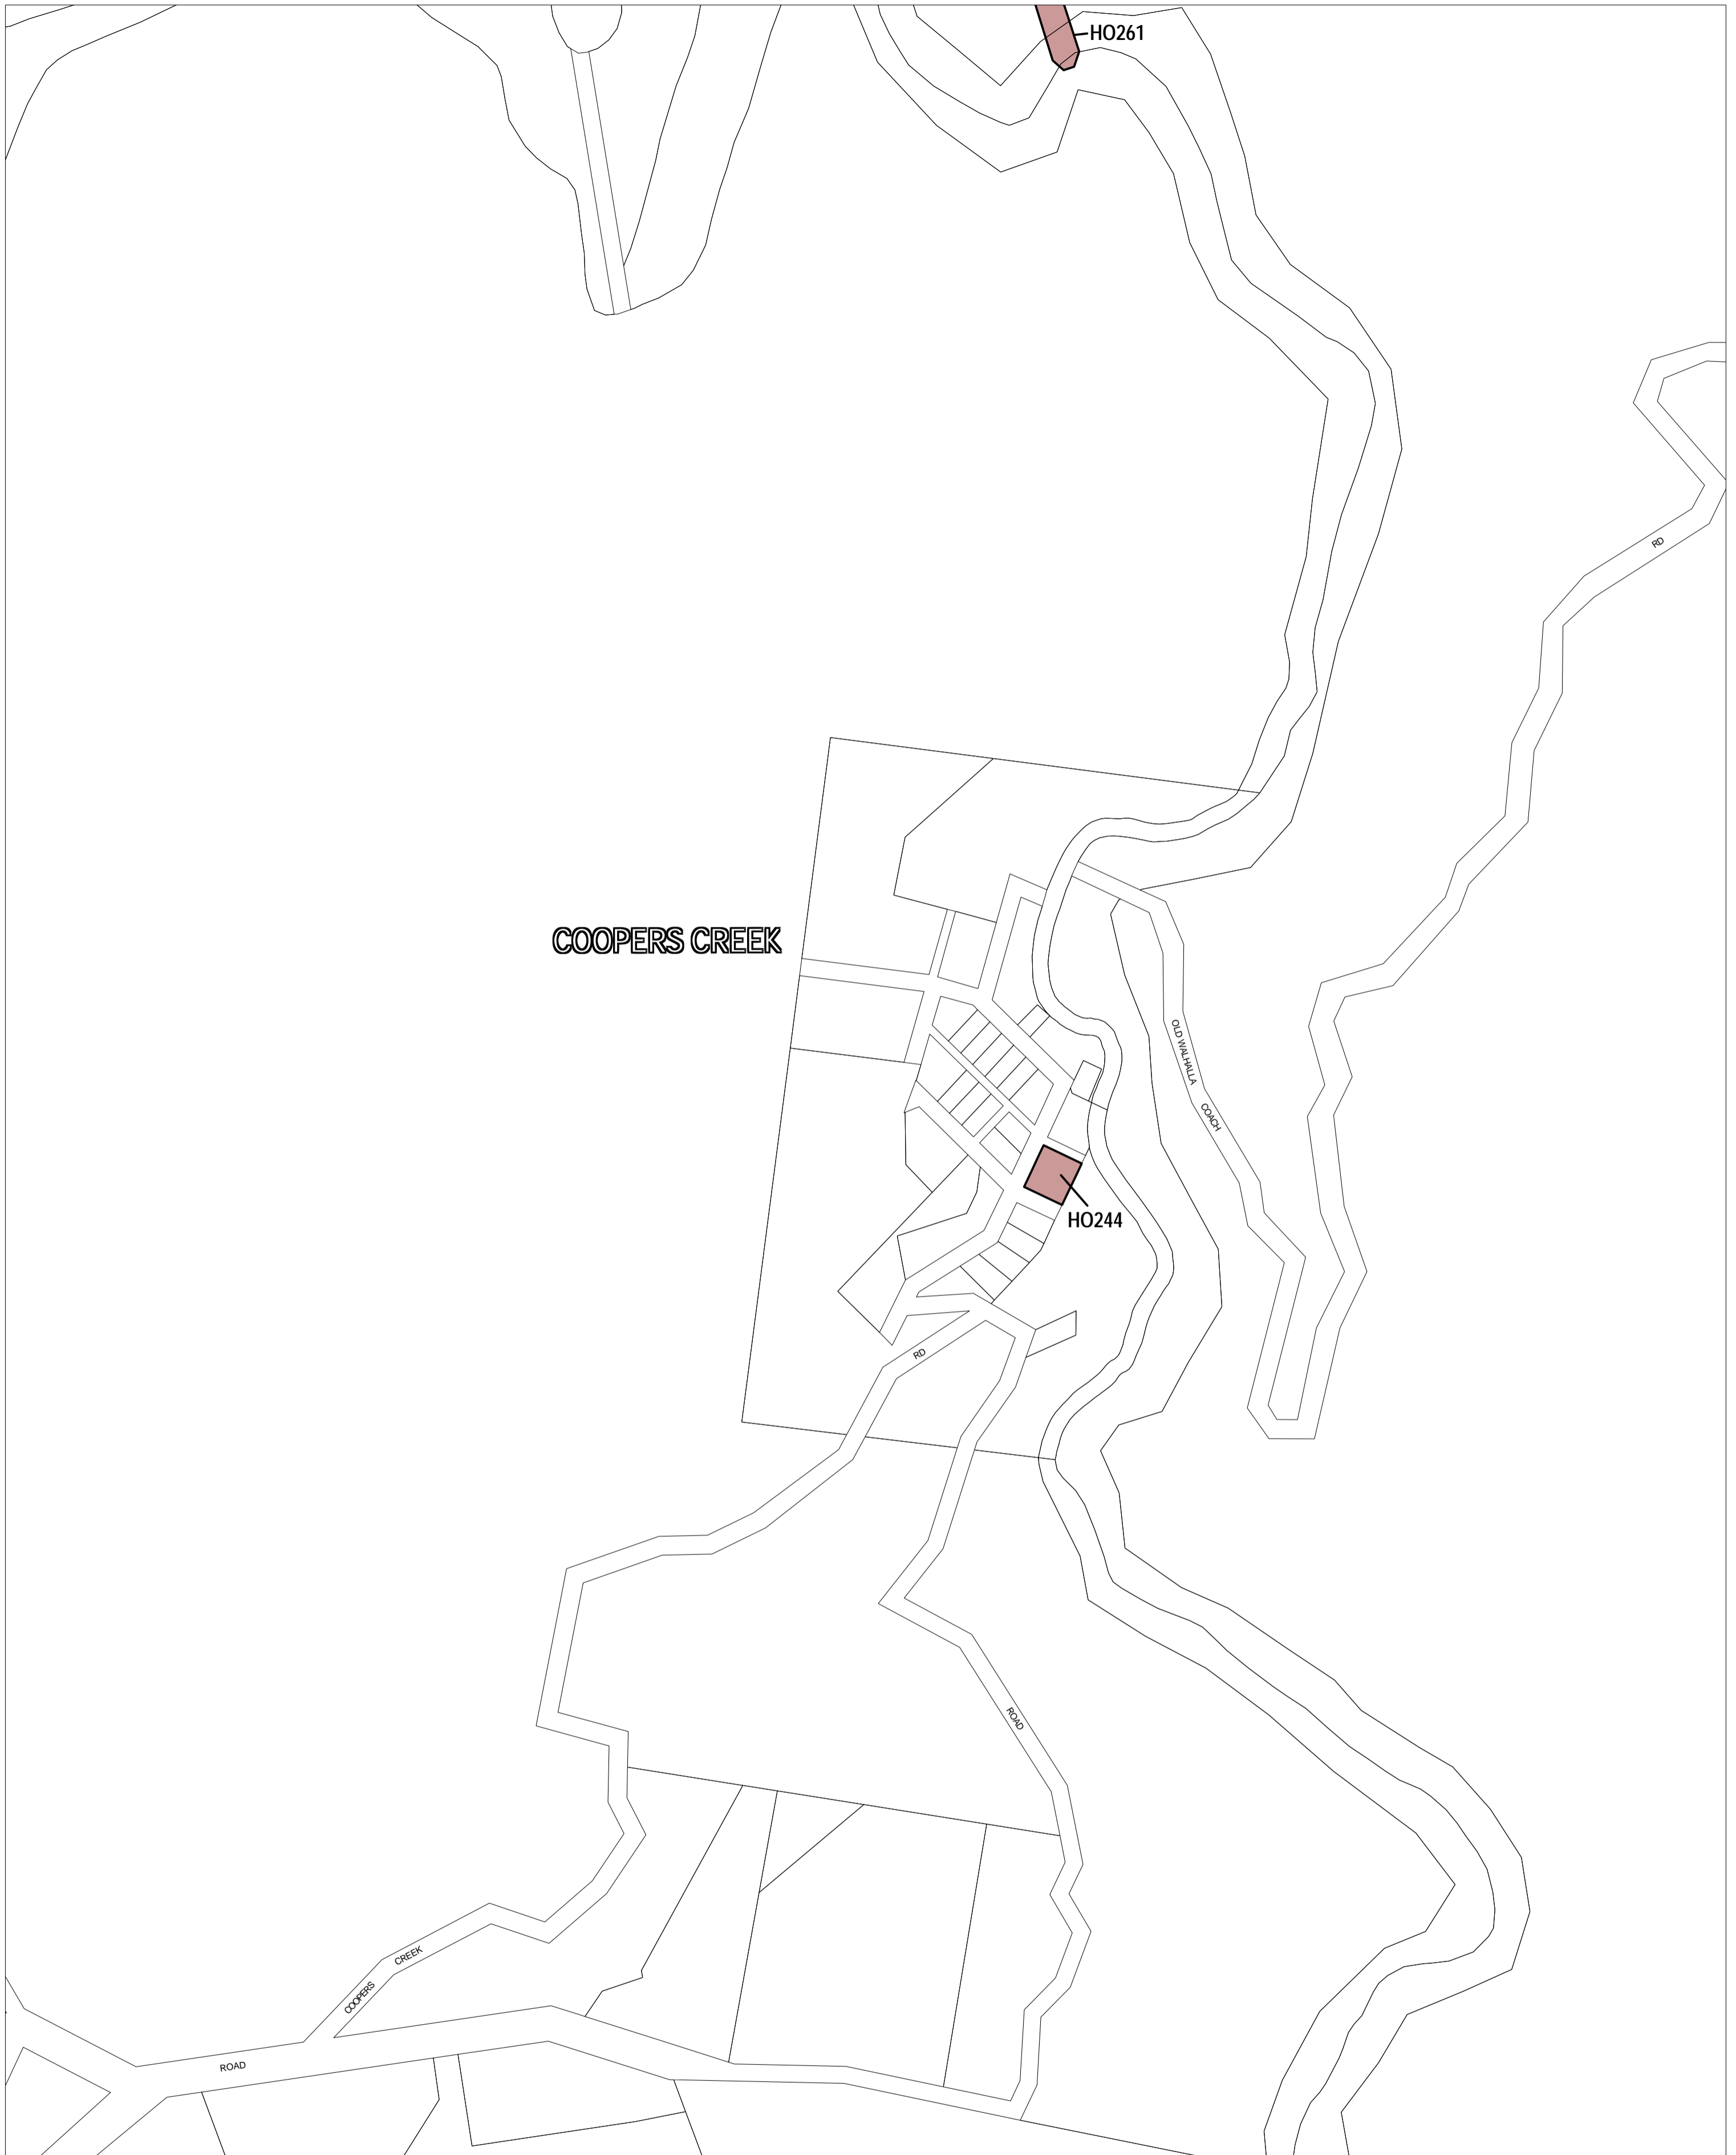 HO261
RD
COOPERS CREEK
OLD WALHALLA
COACH
HO244
RD
ROAD
CREEK
COOPERS
ROAD